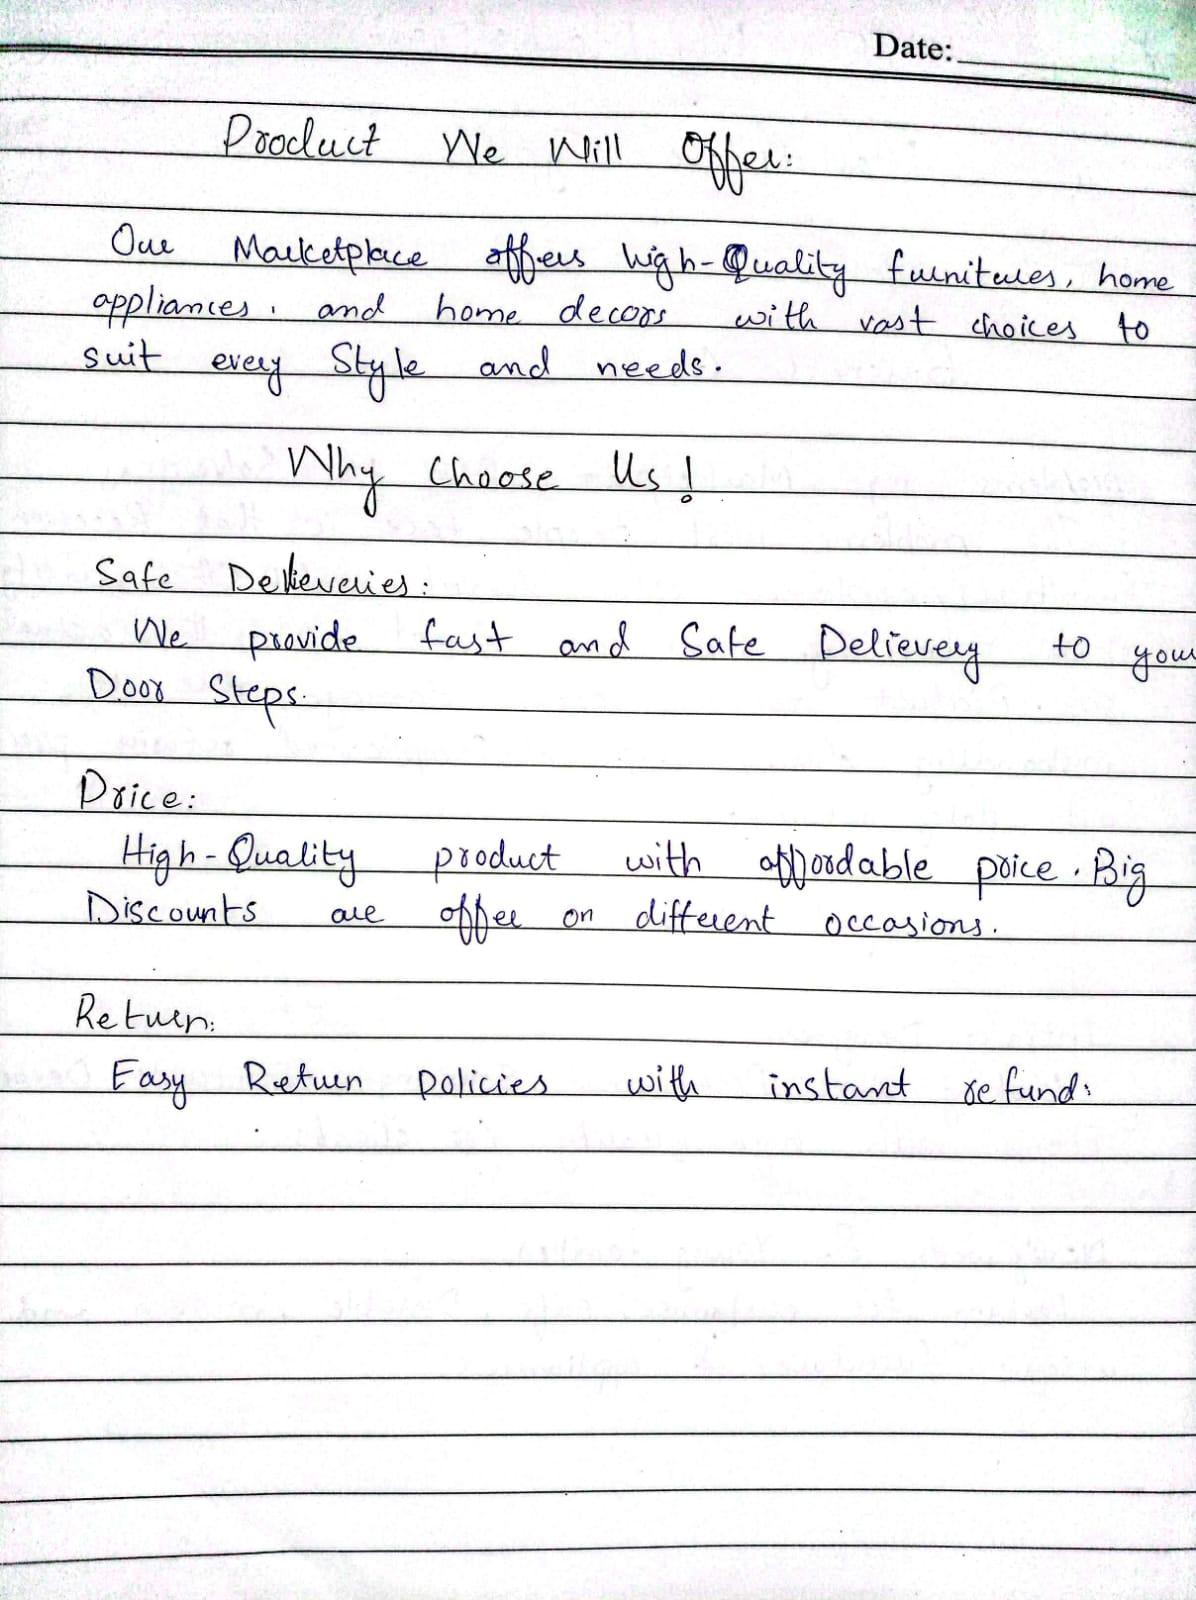 Date:
Product We Will Offer:
Our Marketplace offers high-Quality furnitures, home
appliances, and home decors with vast choices to
suit every Style and needs.
Why Choose Us!
Safe Delieveries:
We provide fast and Safe Delievery to your
Door Steps.
Price:
High-Quality product with affordable price. Big
Discounts are offer on different occasions.
Return:
Easy Return policies with instant refund: